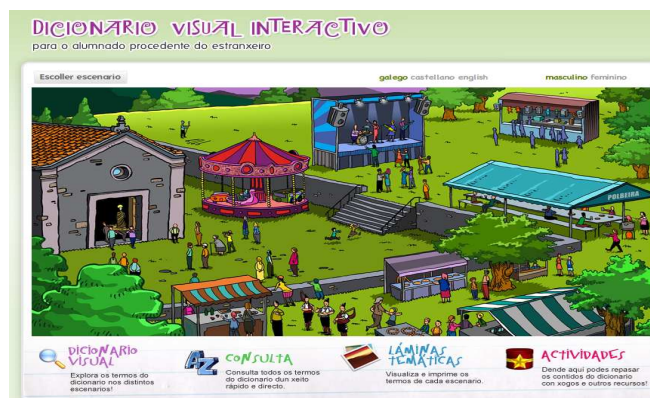 DICIONARIO VISUAL INTERACTIVO
para o alumnado procedente do estranxeiro
Escoller escenario
galego castellano english
masculino feminino
POLBEIRA
DICIONARIO VISUAL
Explora os termos do
dicionario nos distintos
escenarios!
AZ CONSULTA
Consulta todos os termos
do dicionario dun xeito
rápido e directo.
LÁMINAS
TEMÁTICAS
Visualiza e imprime os
termos de cada escenario.
ACTIVIDADES
Dende aquí podes repasar
os contidos do dicionario
con xogos e outros recursos!